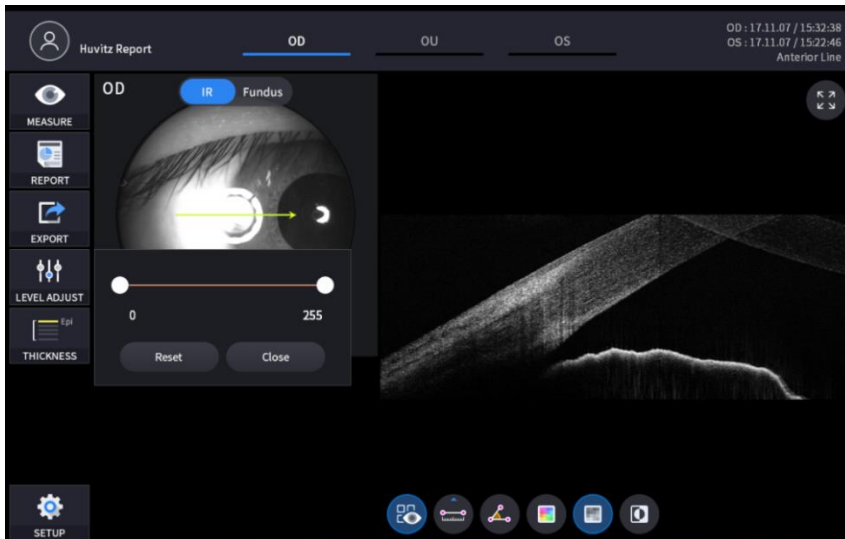 Huvitz Report
OD
OU
OS
OD : 17.11.07 / 15:32:38
OS : 17.11.07 / 15:22:46
Anterior Line
MEASURE
REPORT
EXPORT
LEVEL ADJUST
Epi
THICKNESS
SETUP
OD
IR
Fundus
0
255
Reset
Close